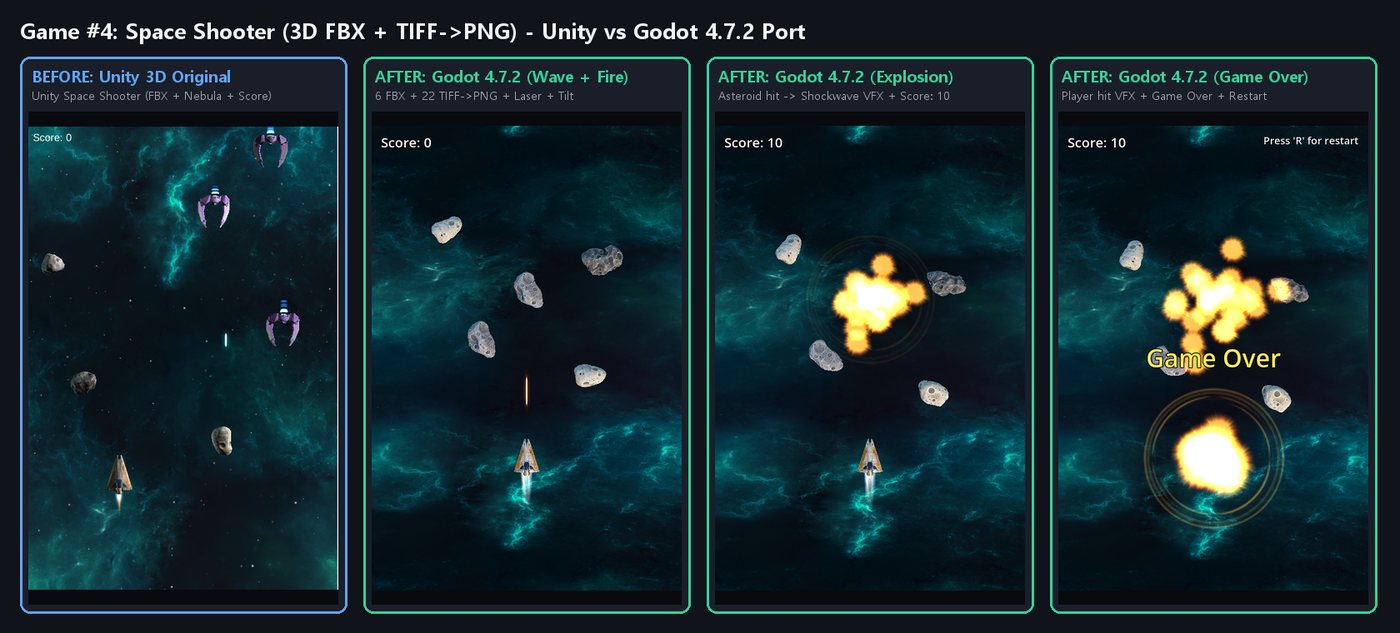 Game #4: Space Shooter (3D FBX + TIFF->PNG) - Unity vs Godot 4.7.2 Port
BEFORE: Unity 3D Original
Unity Space Shooter (FBX + Nebula + Score)
Score: 0
AFTER: Godot 4.7.2 (Wave + Fire)
6 FBX + 22 TIFF->PNG + Laser + Tilt
Score: 0
AFTER: Godot 4.7.2 (Explosion)
Asteroid hit -> Shockwave VFX + Score: 10
Score: 10
AFTER: Godot 4.7.2 (Game Over)
Player hit VFX + Game Over + Restart
Score: 10
Press 'R' for restart
Game Over